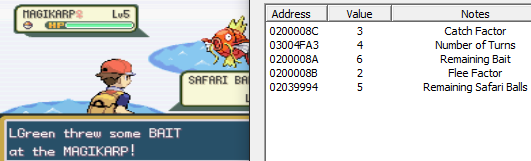 MAGIKARP♀ Lv5
HP
SAFARI BA
L
LGreen threw some BAIT
at the MAGIKARP!
Address Value Notes
0200008C 3 Catch Factor
03004FA3 4 Number of Turns
0200008A 6 Remaining Bait
0200008B 2 Flee Factor
02039994 5 Remaining Safari Balls